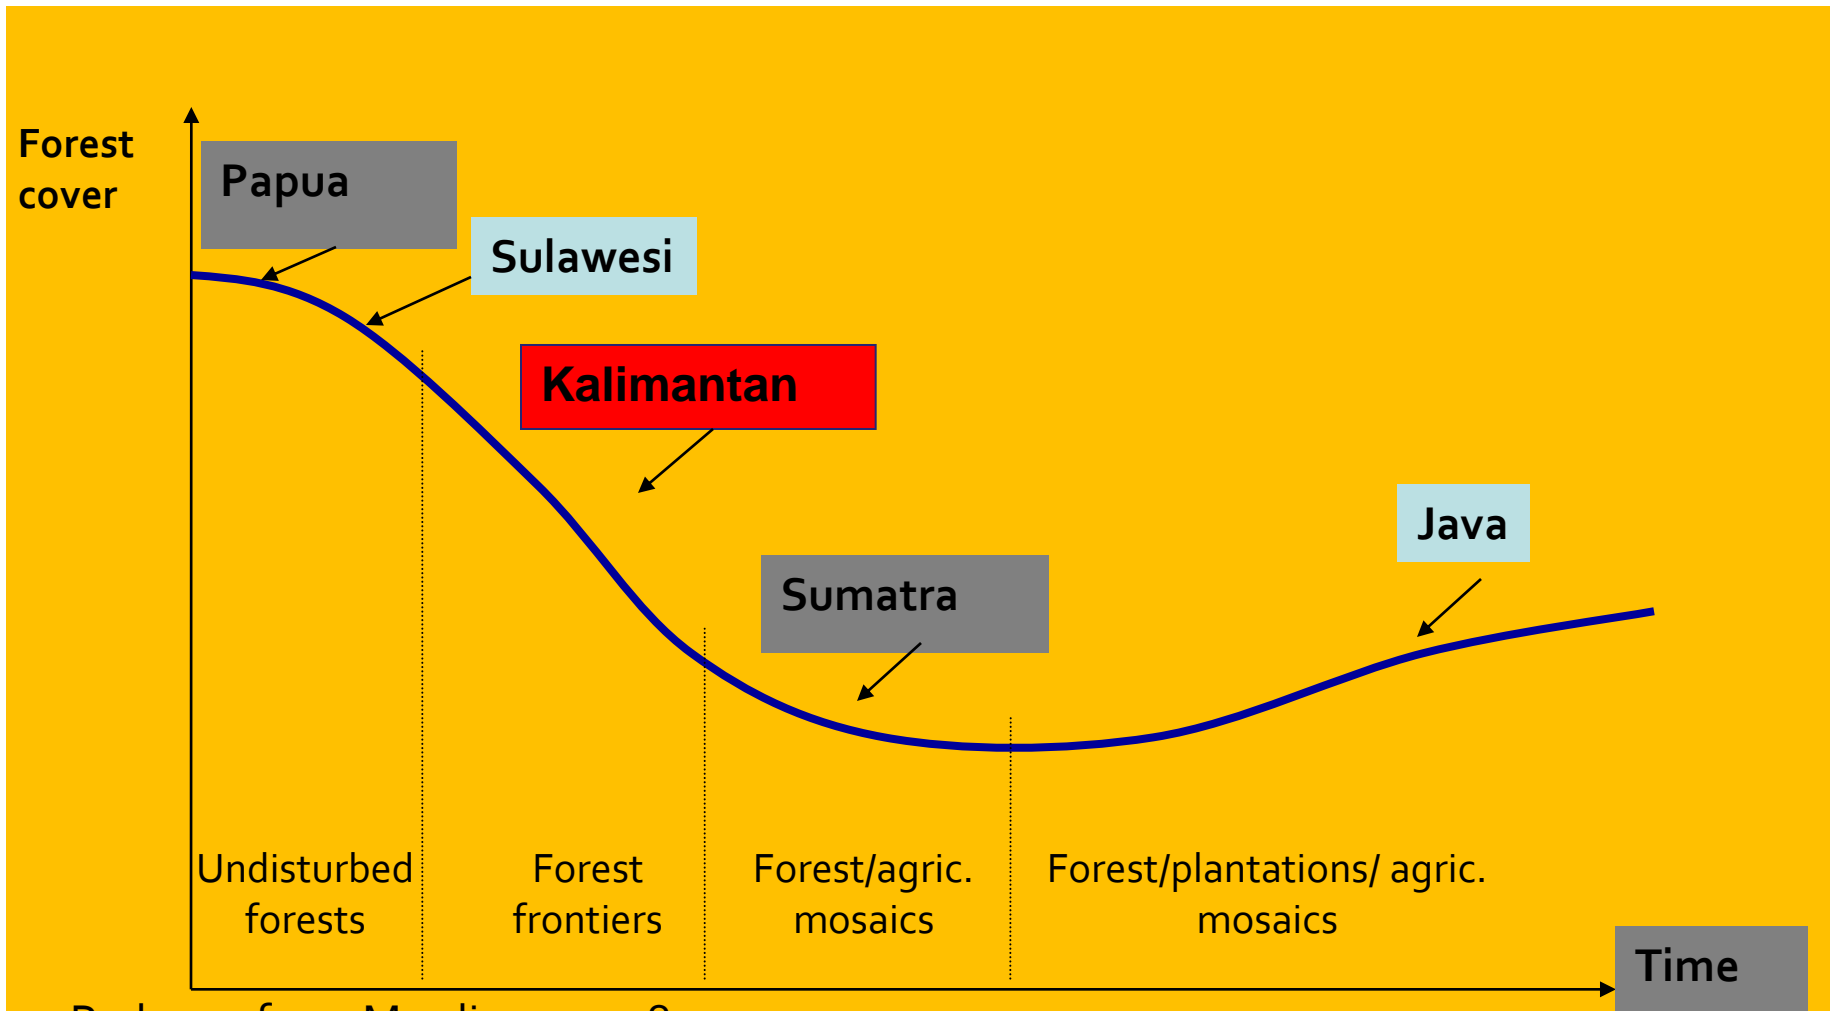 Forest
cover
Papua
Sulawesi
Kalimantan
Java
Sumatra
Undisturbed
forests
Forest
frontiers
Forest/agric.
mosaics
Forest/plantations/ agric.
mosaics
Time